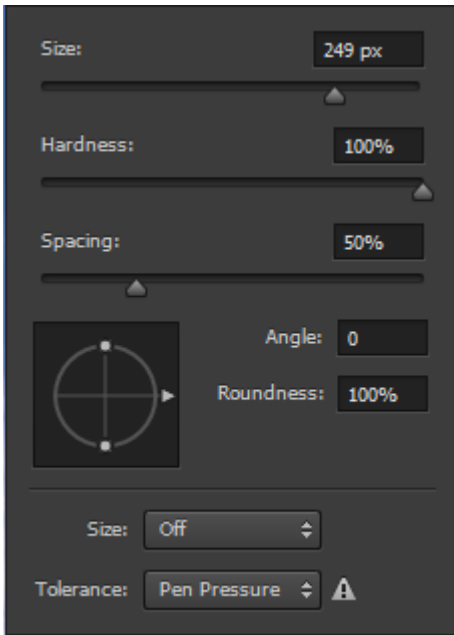 Size: 249 px
Hardness: 100%
Spacing: 50%
Angle: 0
Roundness: 100%
Size: Off
Tolerance: Pen Pressure